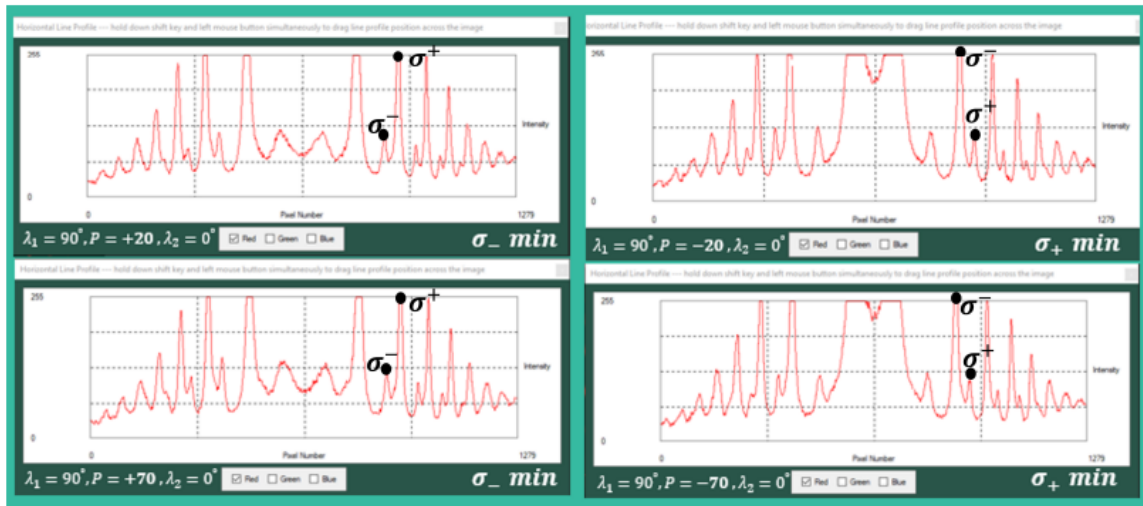 Horizontal Line Profile --- hold down shift key and left mouse button simultaneously to drag line profile position across the image
255
σ⁺
σ⁻
Intensity
0
0
Pixel Number
1279
λ₁ = 90°, P = +20, λ₂ = 0°
Red
Green
Blue
σ₋ min
Horizontal Line Profile --- hold down shift key and left mouse button simultaneously to drag line profile position across the image
255
σ⁻
σ⁺
Intensity
0
0
Pixel Number
1279
λ₁ = 90°, P = −20, λ₂ = 0°
Red
Green
Blue
σ₊ min
Horizontal Line Profile --- hold down shift key and left mouse button simultaneously to drag line profile position across the image
255
σ⁺
σ⁻
Intensity
0
0
Pixel Number
1279
λ₁ = 90°, P = +70, λ₂ = 0°
Red
Green
Blue
σ₋ min
Horizontal Line Profile --- hold down shift key and left mouse button simultaneously to drag line profile position across the image
255
σ⁻
σ⁺
Intensity
0
0
Pixel Number
1279
λ₁ = 90°, P = −70, λ₂ = 0°
Red
Green
Blue
σ₊ min